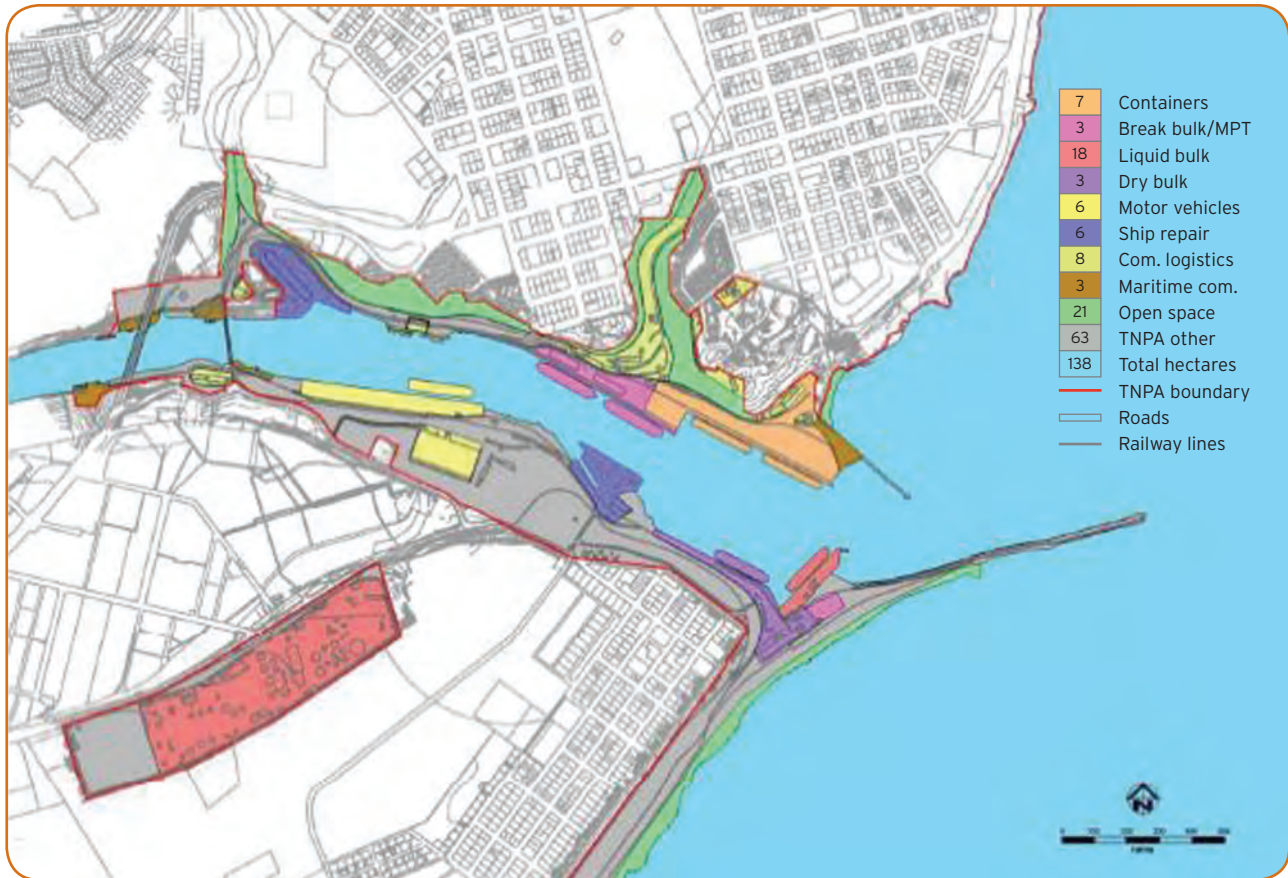 7 Containers
3 Break bulk/MPT
18 Liquid bulk
3 Dry bulk
6 Motor vehicles
6 Ship repair
8 Com. logistics
3 Maritime com.
21 Open space
63 TNPA other
138 Total hectares
TNPA boundary
Roads
Railway lines
N